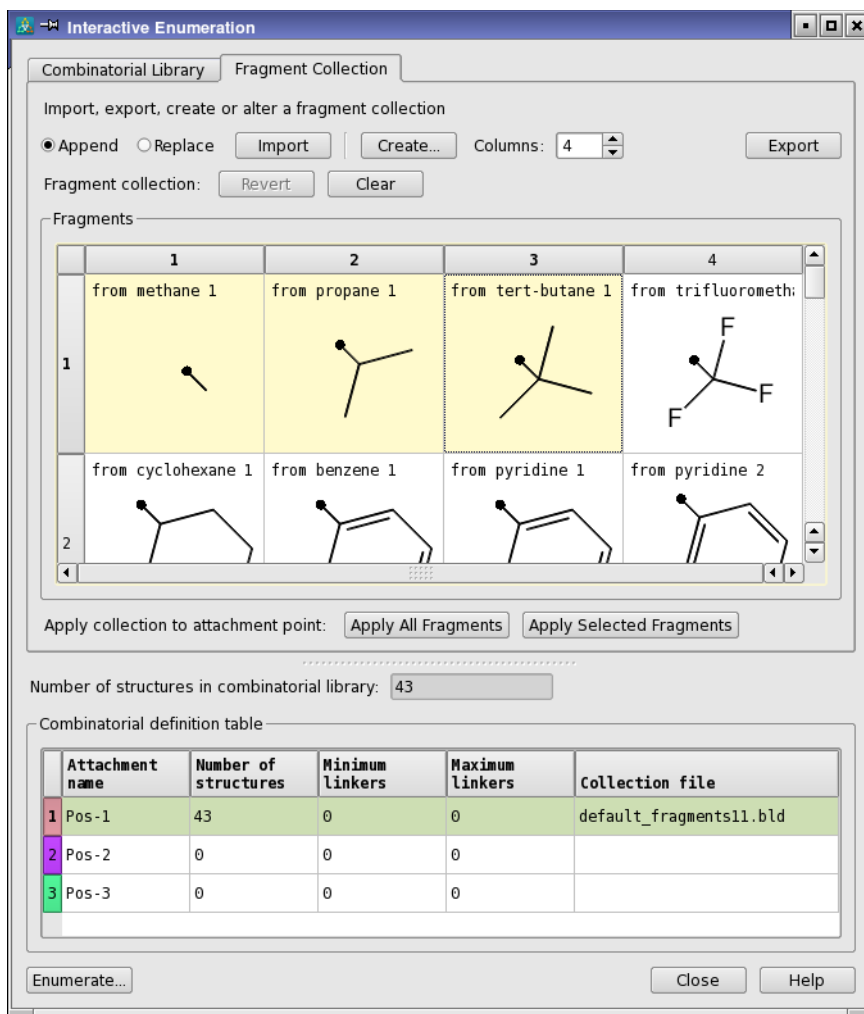 Interactive Enumeration
Combinatorial Library Fragment Collection
Import, export, create or alter a fragment collection
Append Replace Import Create... Columns: 4 Export
Fragment collection: Revert Clear
Fragments
1 2 3 4
from methane 1 from propane 1 from tert-butane 1 from trifluorometha
1
F
F
F
from cyclohexane 1 from benzene 1 from pyridine 1 from pyridine 2
2
Apply collection to attachment point: Apply All Fragments Apply Selected Fragments
Number of structures in combinatorial library: 43
Combinatorial definition table
Attachment name Number of structures Minimum linkers Maximum linkers Collection file
1 Pos-1 43 0 0 default_fragments11.bld
2 Pos-2 0 0 0
3 Pos-3 0 0 0
Enumerate... Close Help